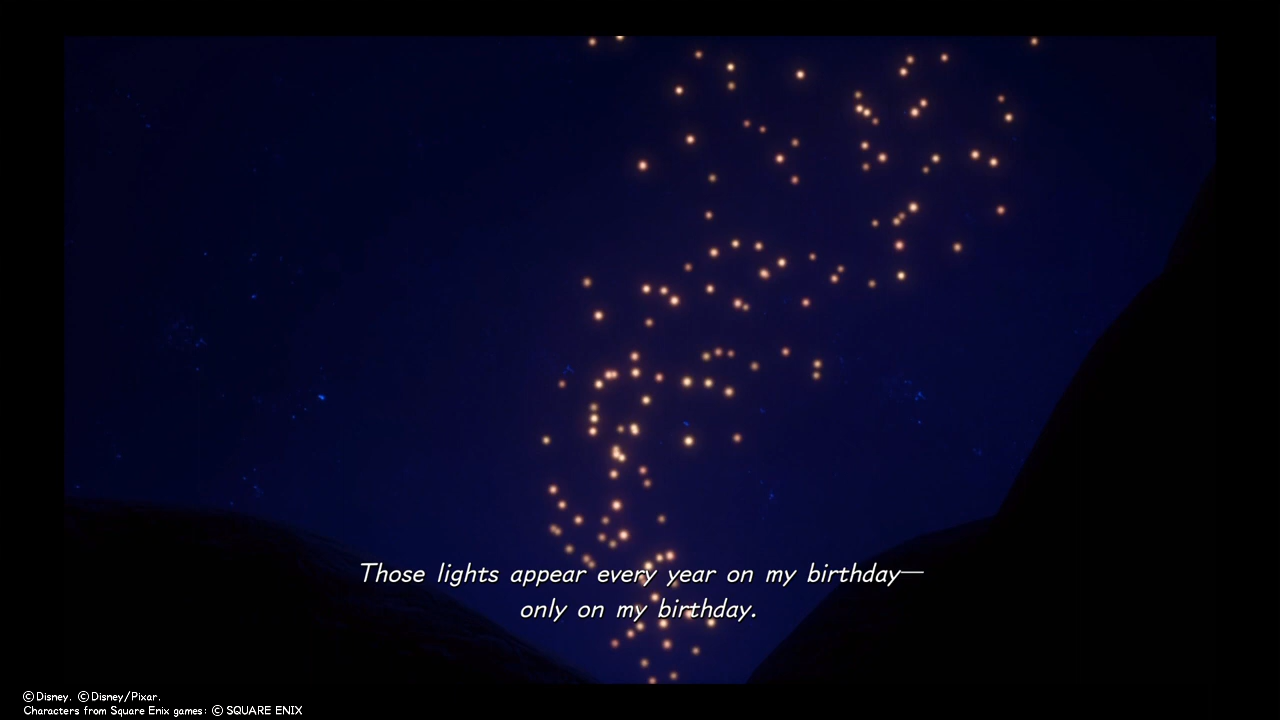 Those lights appear every year on my birthday—
only on my birthday.
©Disney. ©Disney/Pixar.
Characters from Square Enix games: © SQUARE ENIX